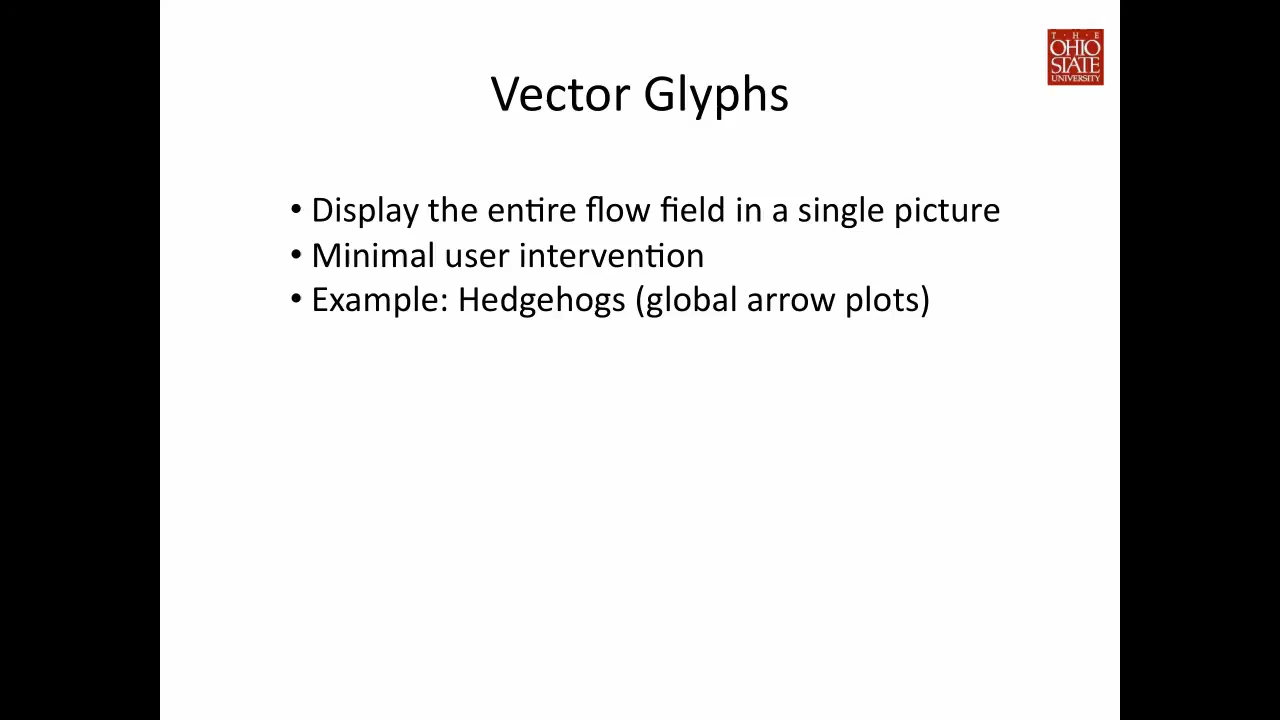 T·H·E
OHIO
STATE
UNIVERSITY
Vector Glyphs
• Display the entire flow field in a single picture
• Minimal user intervention
• Example: Hedgehogs (global arrow plots)